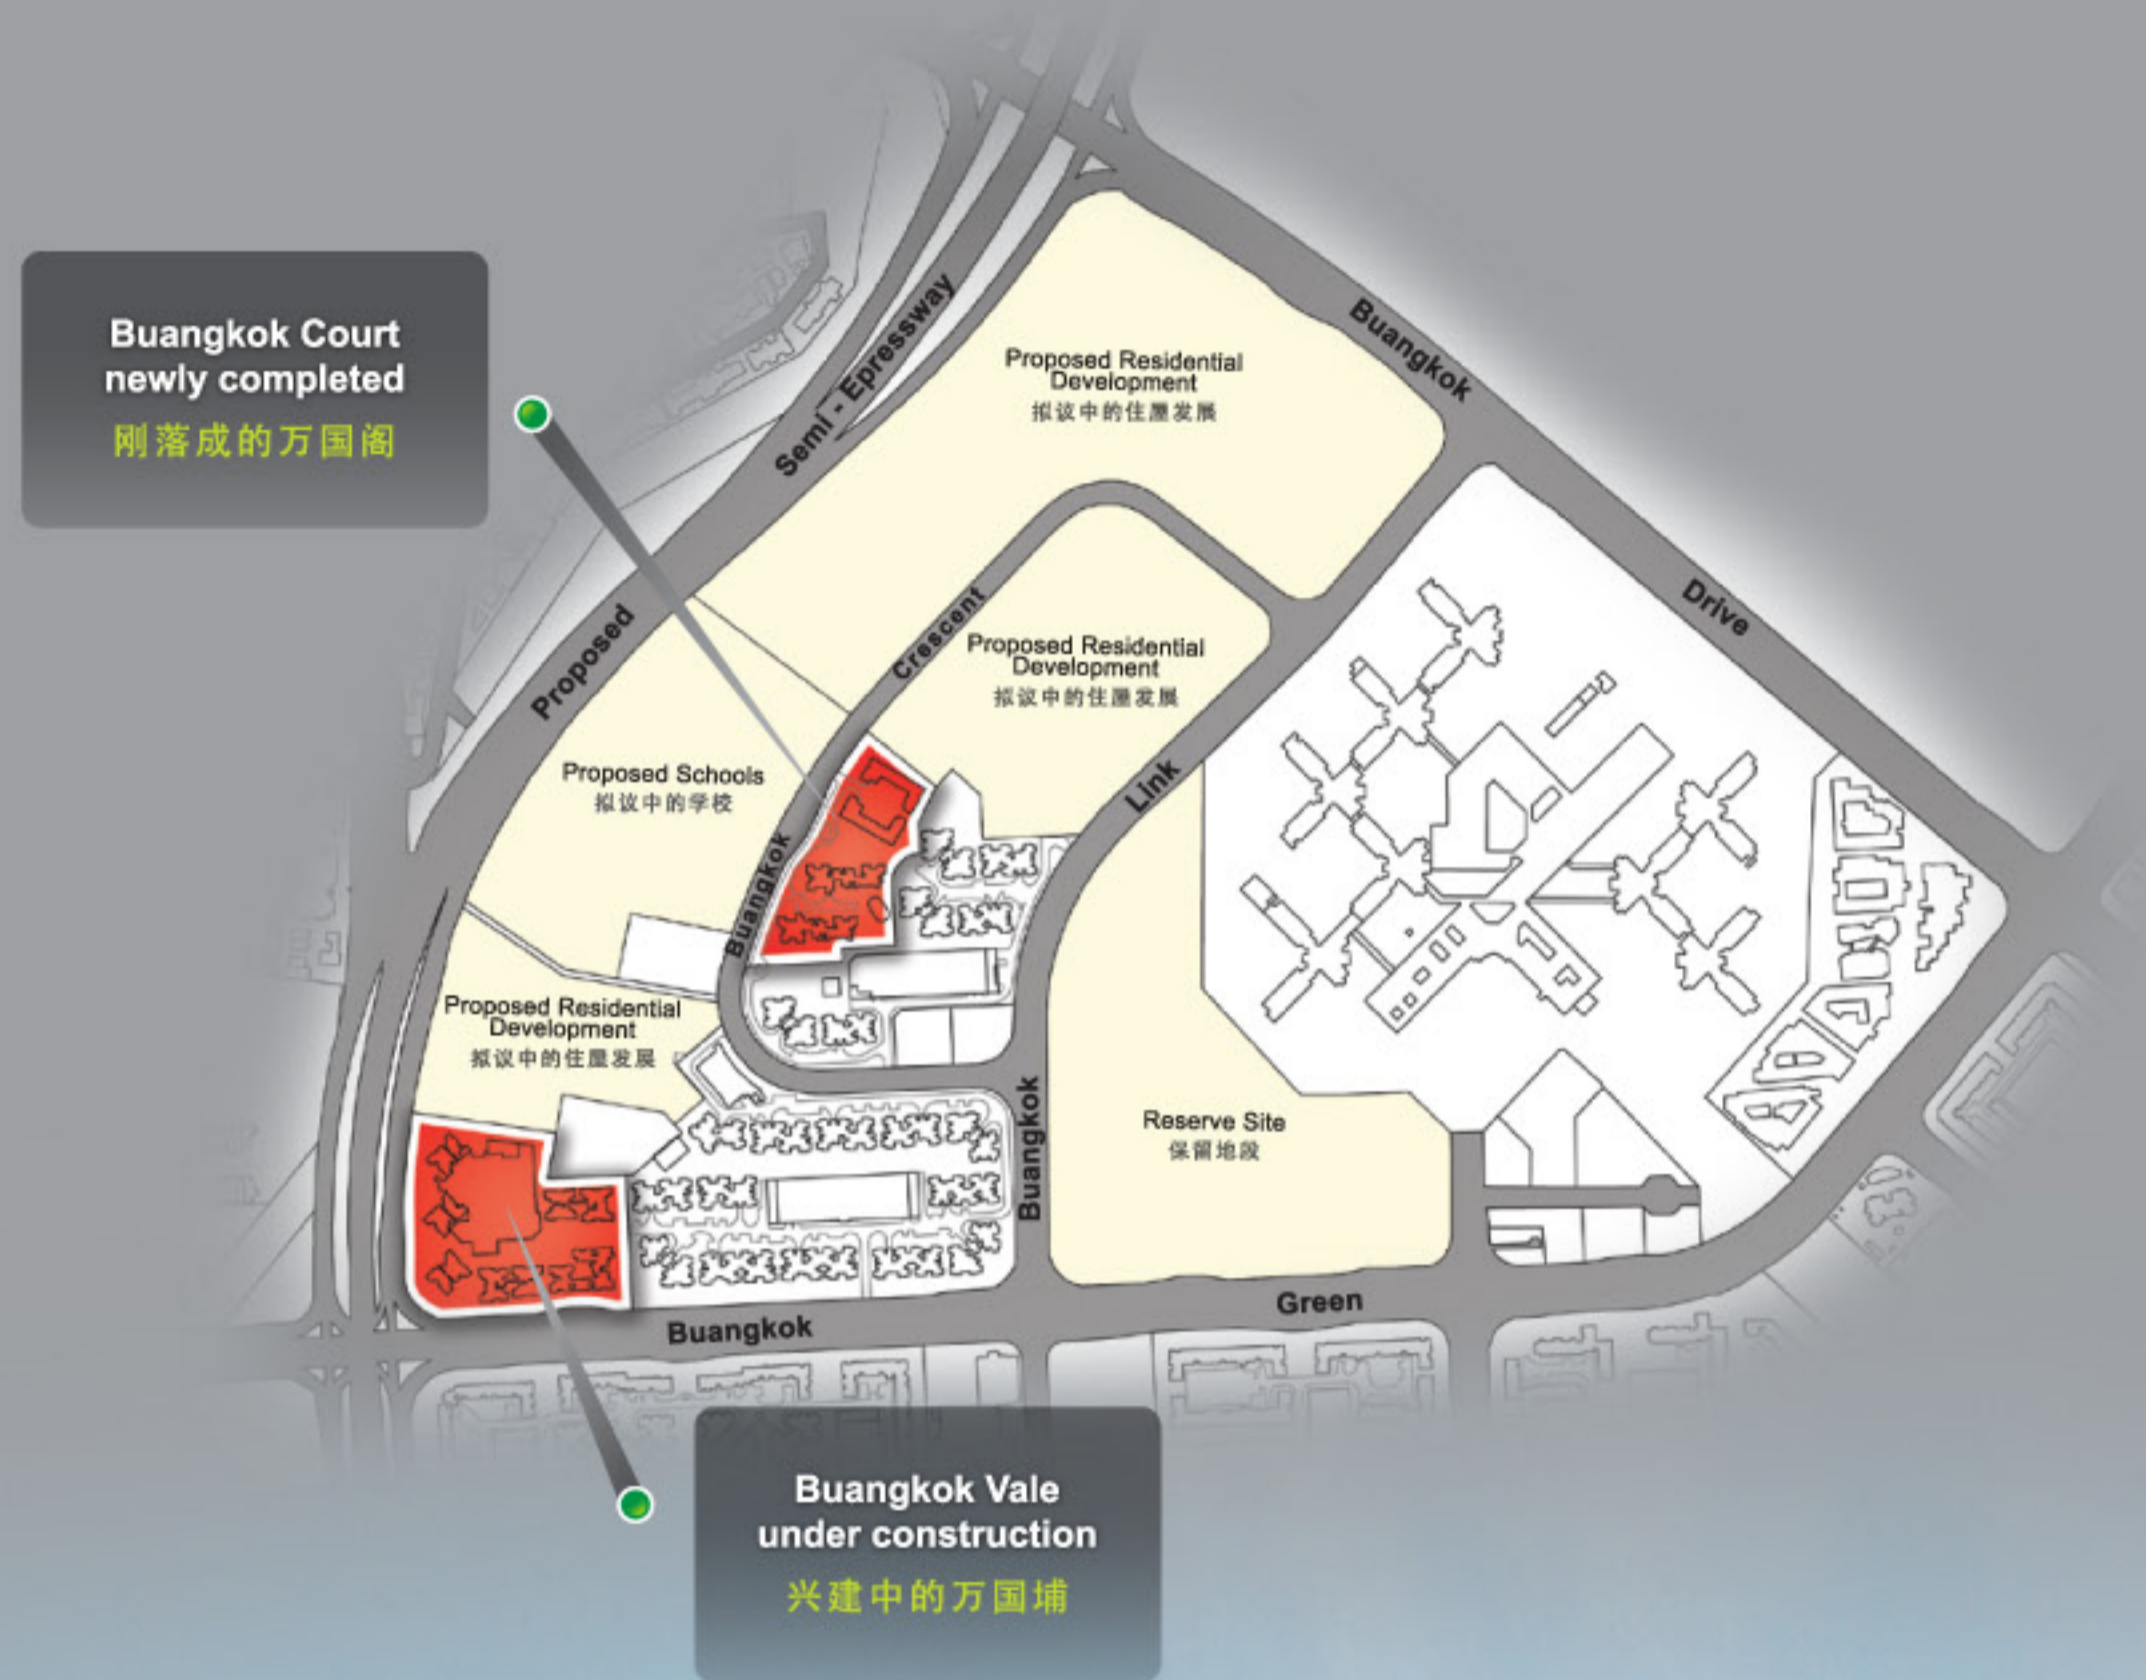 Buangkok Court
newly completed
刚落成的万国阁
Proposed
Semi - Epressway
Buangkok
Drive
Proposed Residential
Development
拟议中的住屋发展
Crescent
Proposed Residential
Development
拟议中的住屋发展
Proposed Schools
拟议中的学校
Link
Buangkok
Proposed Residential
Development
拟议中的住屋发展
Buangkok
Reserve Site
保留地段
Buangkok
Green
Buangkok Vale
under construction
兴建中的万国埔